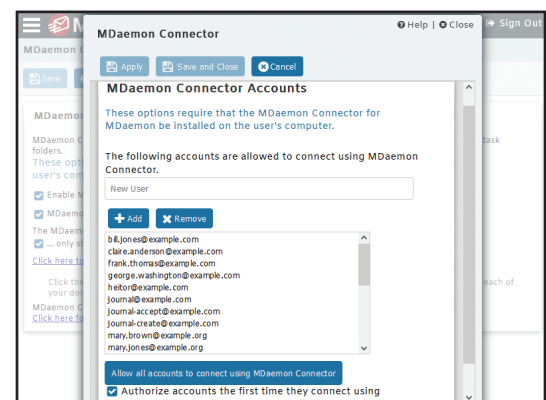 M
MDaemon Connector
Help | Close
Sign Out
MDaemon C
Save
Apply
Save and Close
Cancel
MDaemon Connector Accounts
These options require that the MDaemon Connector for
MDaemon be installed on the user's computer.
The following accounts are allowed to connect using MDaemon
Connector.
New User
Add
Remove
bill.jones@example.com
claire.anderson@example.com
frank.thomas@example.com
george.washington@example.com
heitor@example.com
journal@example.com
journal-accept@example.com
journal-create@example.com
mary.brown@example.org
mary.jones@example.org
Allow all accounts to connect using MDaemon Connector
Authorize accounts the first time they connect using
MDaemon
MDaemon C
task
folders.
These opti
user's com
Enable M
MDaemo
The MDaem
... only sh
Click here to
Click the
each of
your dom
MDaemon C
Click here fo